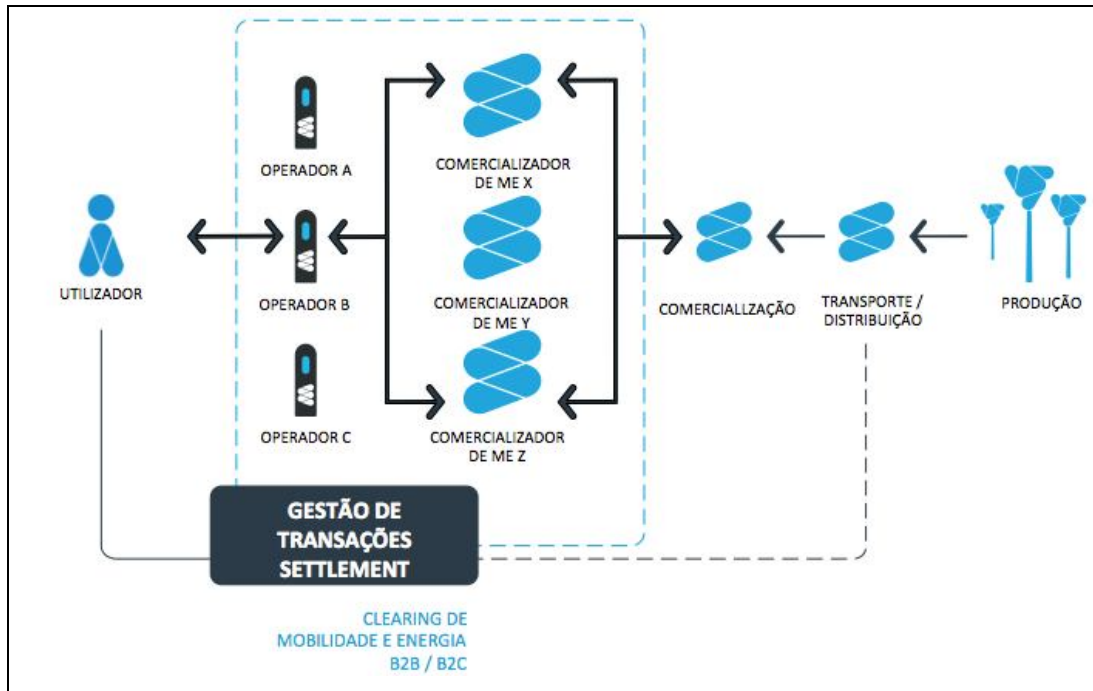 OPERADOR A
COMERCIALIZADOR
DE ME X
UTILIZADOR
OPERADOR B
COMERCIALIZADOR
DE ME Y
COMERCIALLZAÇÃO
TRANSPORTE /
DISTRIBUIÇÃO
PRODUÇÃO
OPERADOR C
COMERCIALIZADOR
DE ME Z
GESTÃO DE
TRANSAÇÕES
SETTLEMENT
CLEARING DE
MOBILIDADE E ENERGIA
B2B / B2C